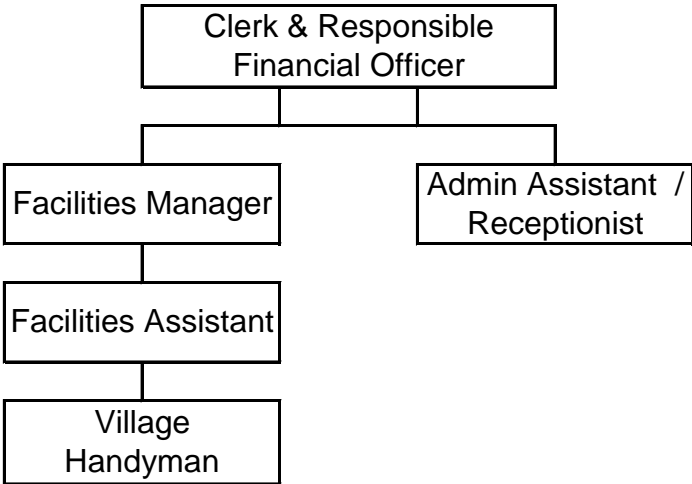 Clerk & Responsible
Financial Officer
Facilities Manager
Admin Assistant /
Receptionist
Facilities Assistant
Village
Handyman